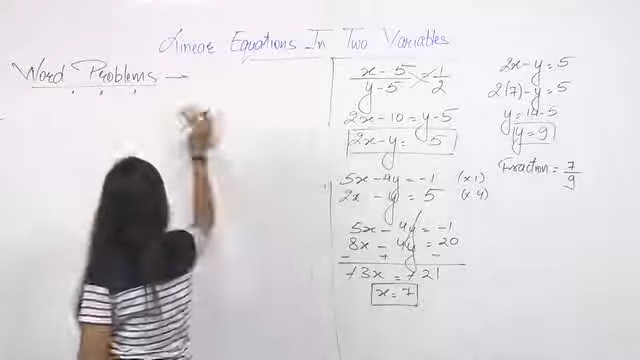 Linear Equations In Two Variables
Word Problems →
x-5/y-5 = 1/2
2x-10 = y-5
2x-y = 5
5x-4y = -1 (x1)
2x - y = 5 (x4)
5x - 4y = -1
8x - 4y = 20
- + -
+3x = +21
x = 7
2x-y = 5
2(7)-y = 5
y = 14-5
y = 9
Fraction = 7/9